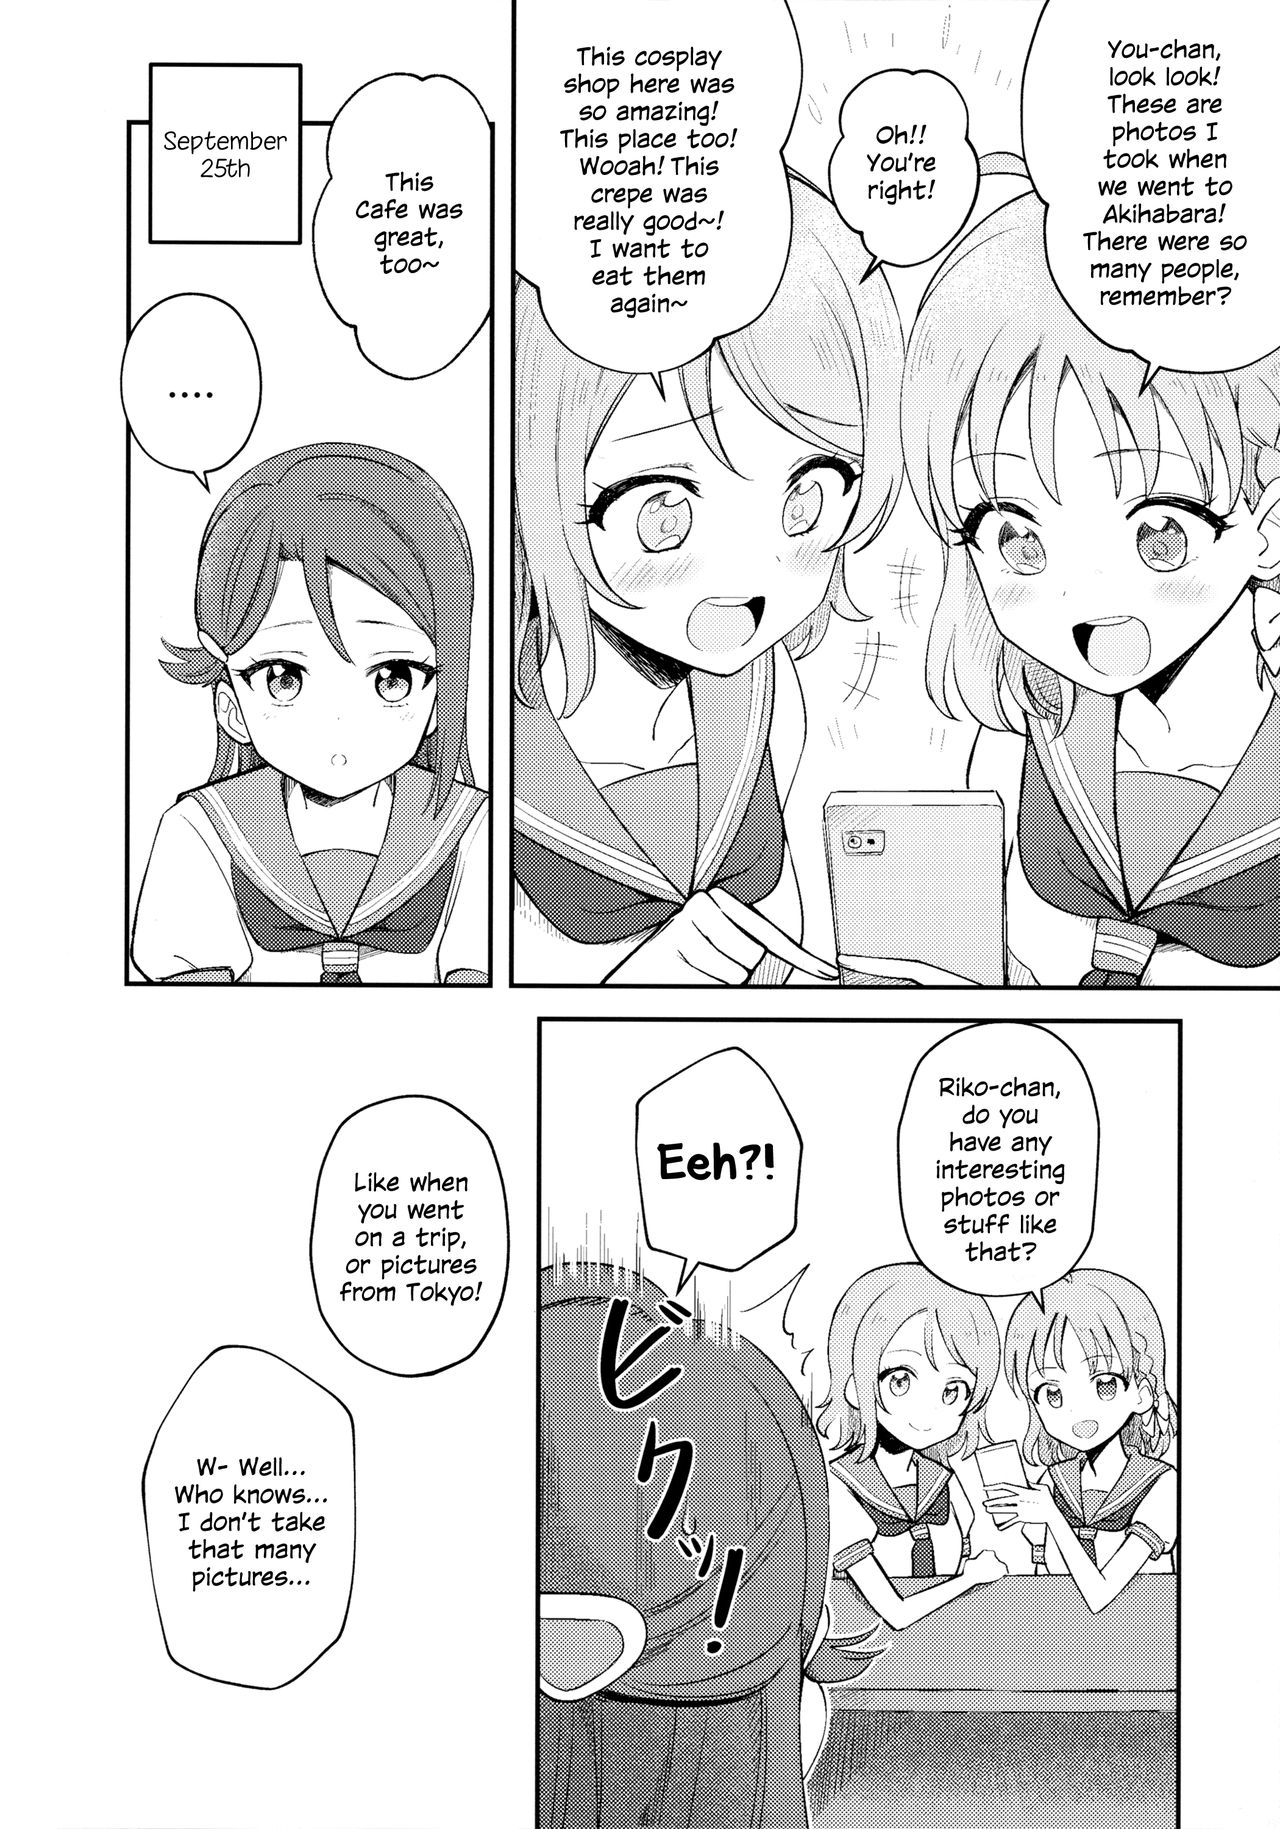 You-chan,
look look!
These are
photos I
took when
we went to
Akihabara!
There were so
many people,
remember?
Oh!!
You're
right!
This cosplay
shop here was
so amazing!
This place too!
Wooah! This
crepe was
really good~!
I want to
eat them
again~
This
Cafe was
great,
too~
September
25th
....
Riko-chan,
do you
have any
interesting
photos or
stuff like
that?
Eeh?!
ビクッ!
Like when
you went
on a trip,
or pictures
from Tokyo!
W- Well...
Who knows...
I don't take
that many
pictures...